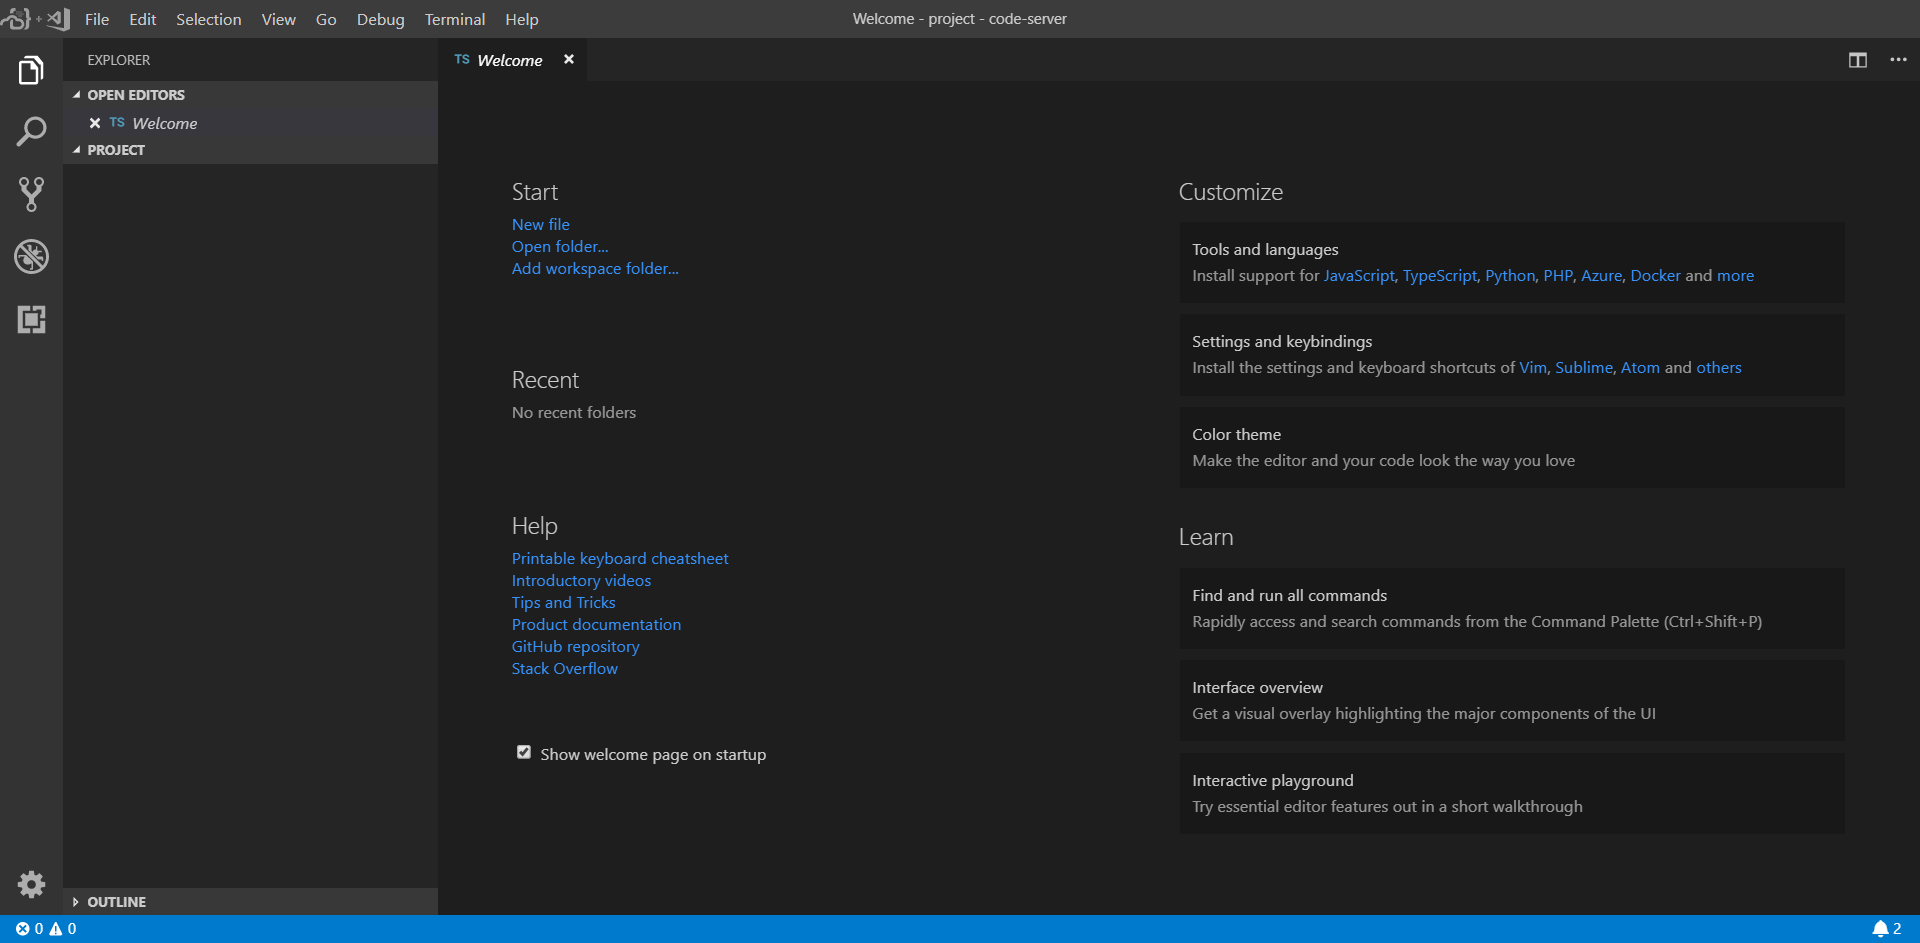 File Edit Selection View Go Debug Terminal Help
Welcome - project - code-server
EXPLORER
OPEN EDITORS
TS Welcome
PROJECT
OUTLINE
TS Welcome
Start
New file
Open folder...
Add workspace folder...
Recent
No recent folders
Help
Printable keyboard cheatsheet
Introductory videos
Tips and Tricks
Product documentation
GitHub repository
Stack Overflow
Show welcome page on startup
Customize
Tools and languages
Install support for JavaScript, TypeScript, Python, PHP, Azure, Docker and more
Settings and keybindings
Install the settings and keyboard shortcuts of Vim, Sublime, Atom and others
Color theme
Make the editor and your code look the way you love
Learn
Find and run all commands
Rapidly access and search commands from the Command Palette (Ctrl+Shift+P)
Interface overview
Get a visual overlay highlighting the major components of the UI
Interactive playground
Try essential editor features out in a short walkthrough
0 0
2